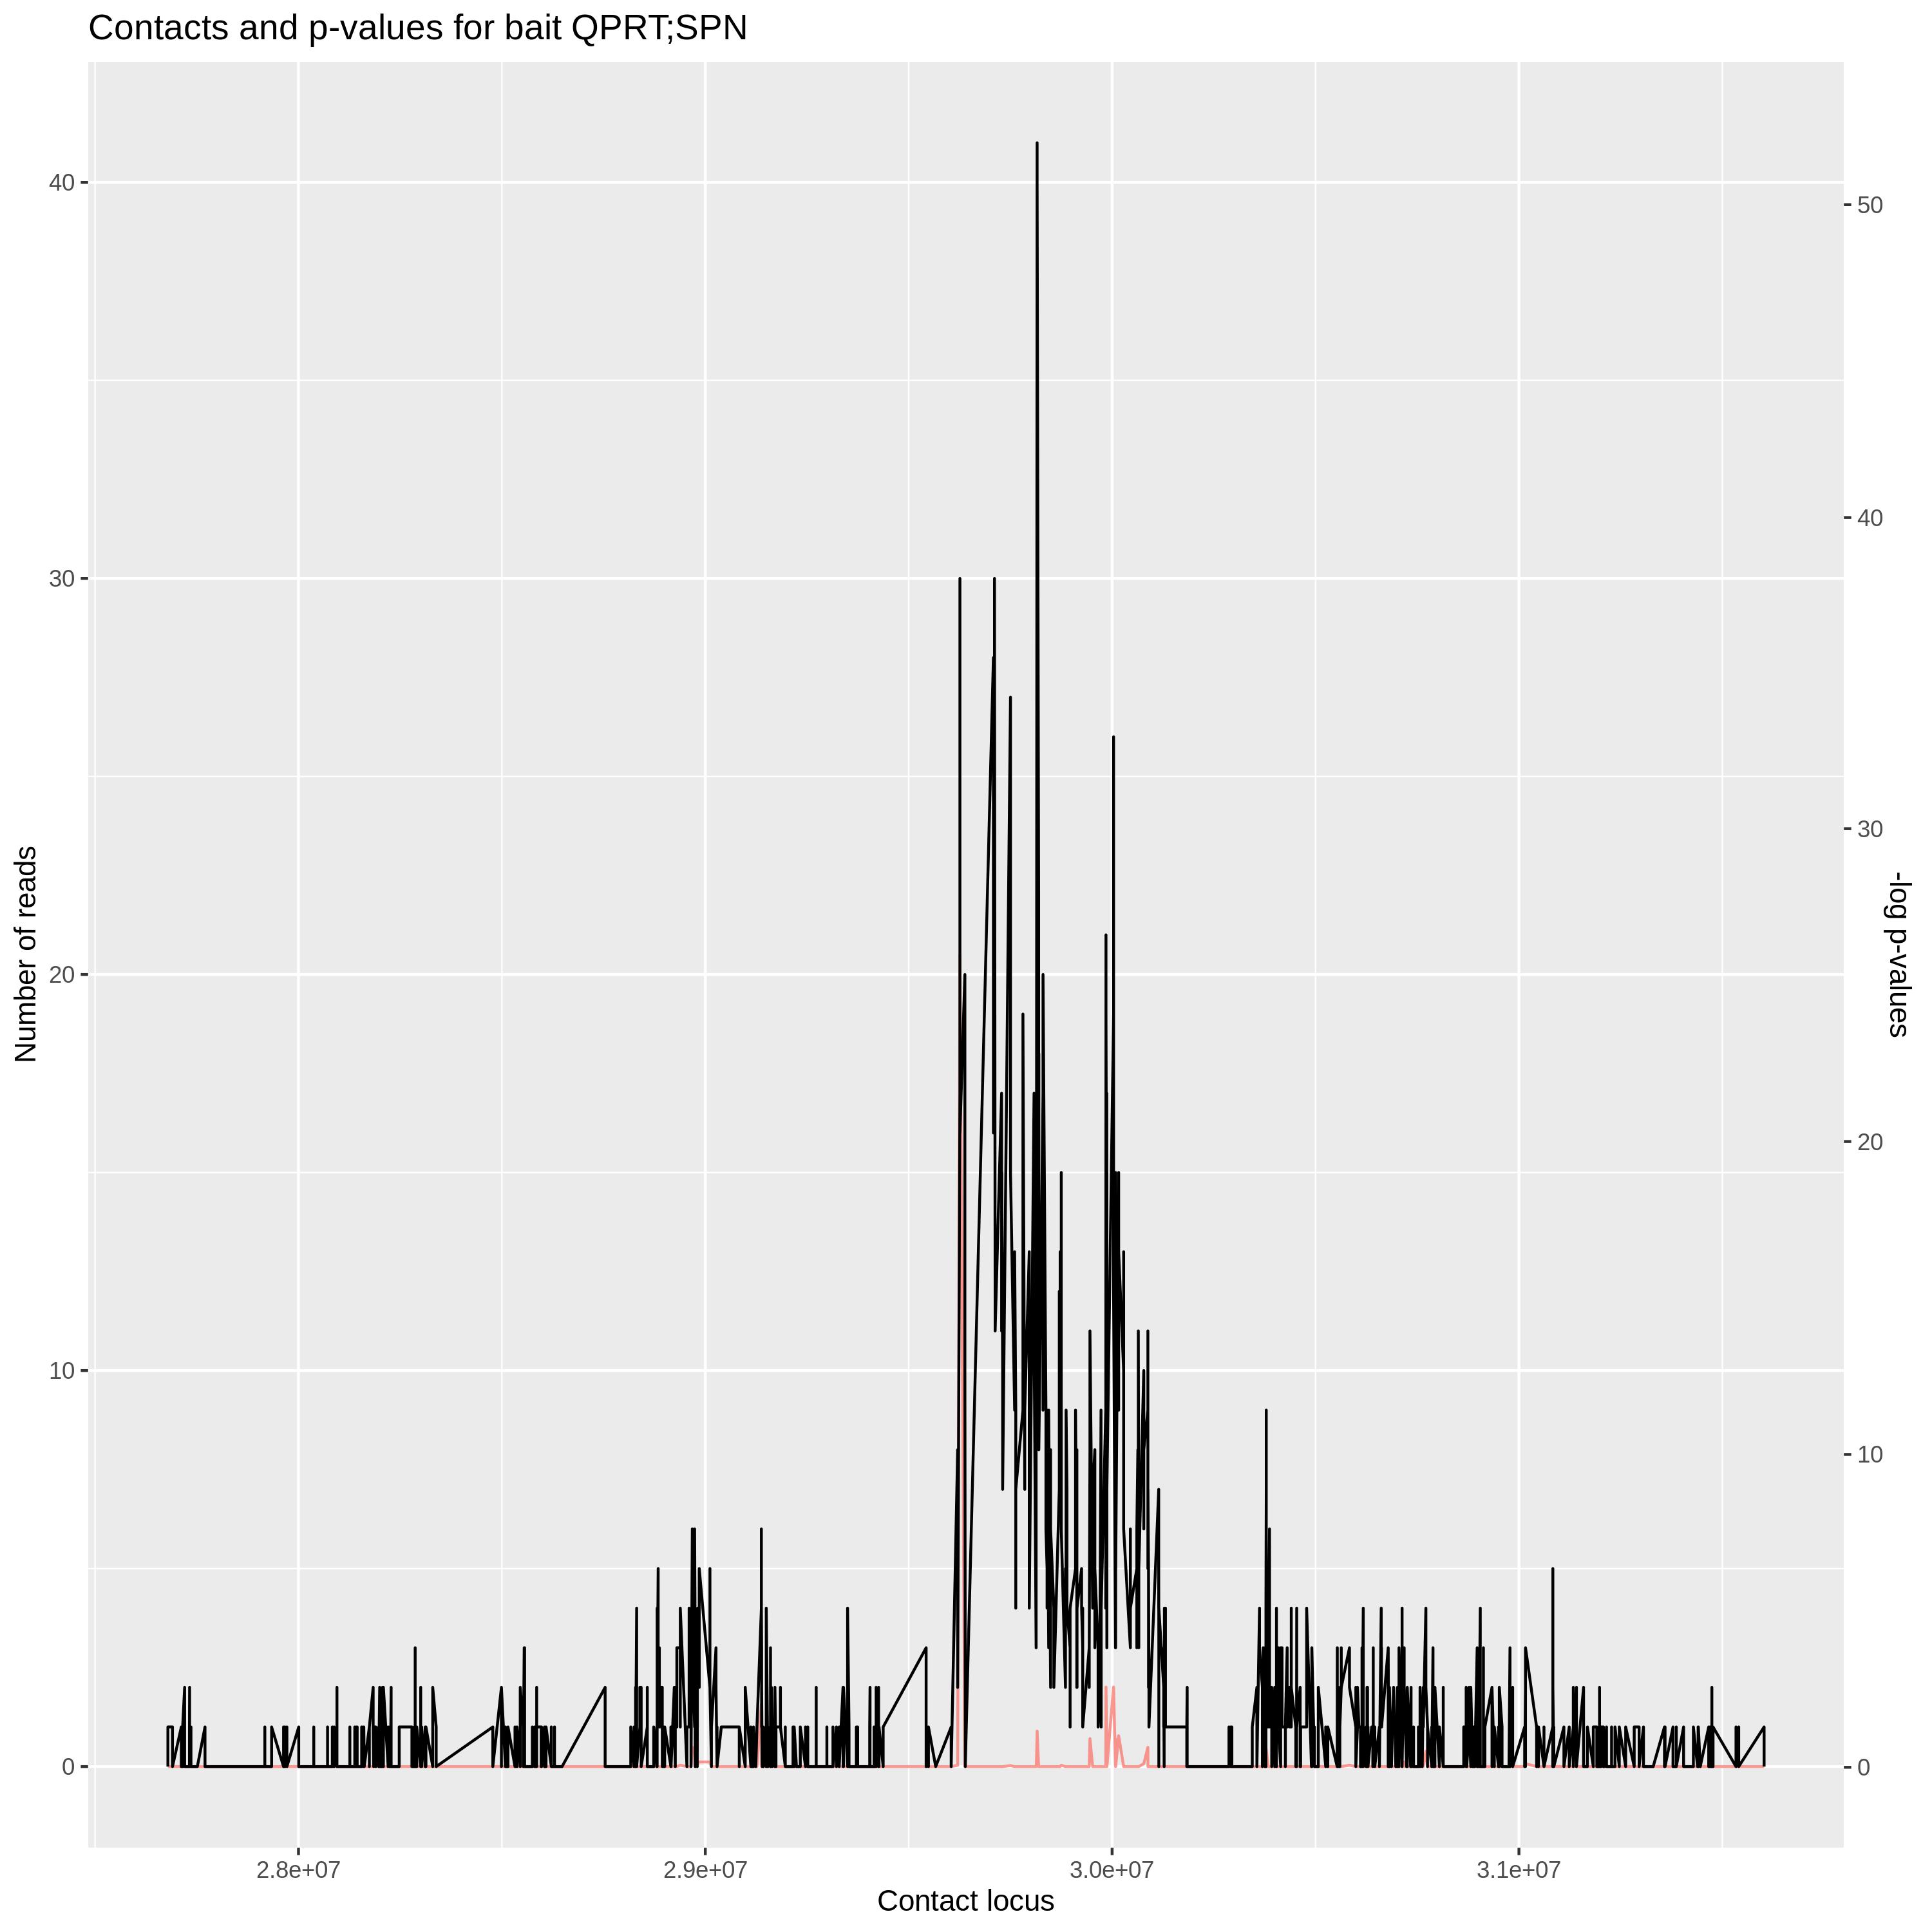 Contacts and p-values for bait QPRT;SPN
40
30
20
10
0
50
40
30
20
10
0
Number of reads
-log p-values
2.8e+07
2.9e+07
3.0e+07
3.1e+07
Contact locus